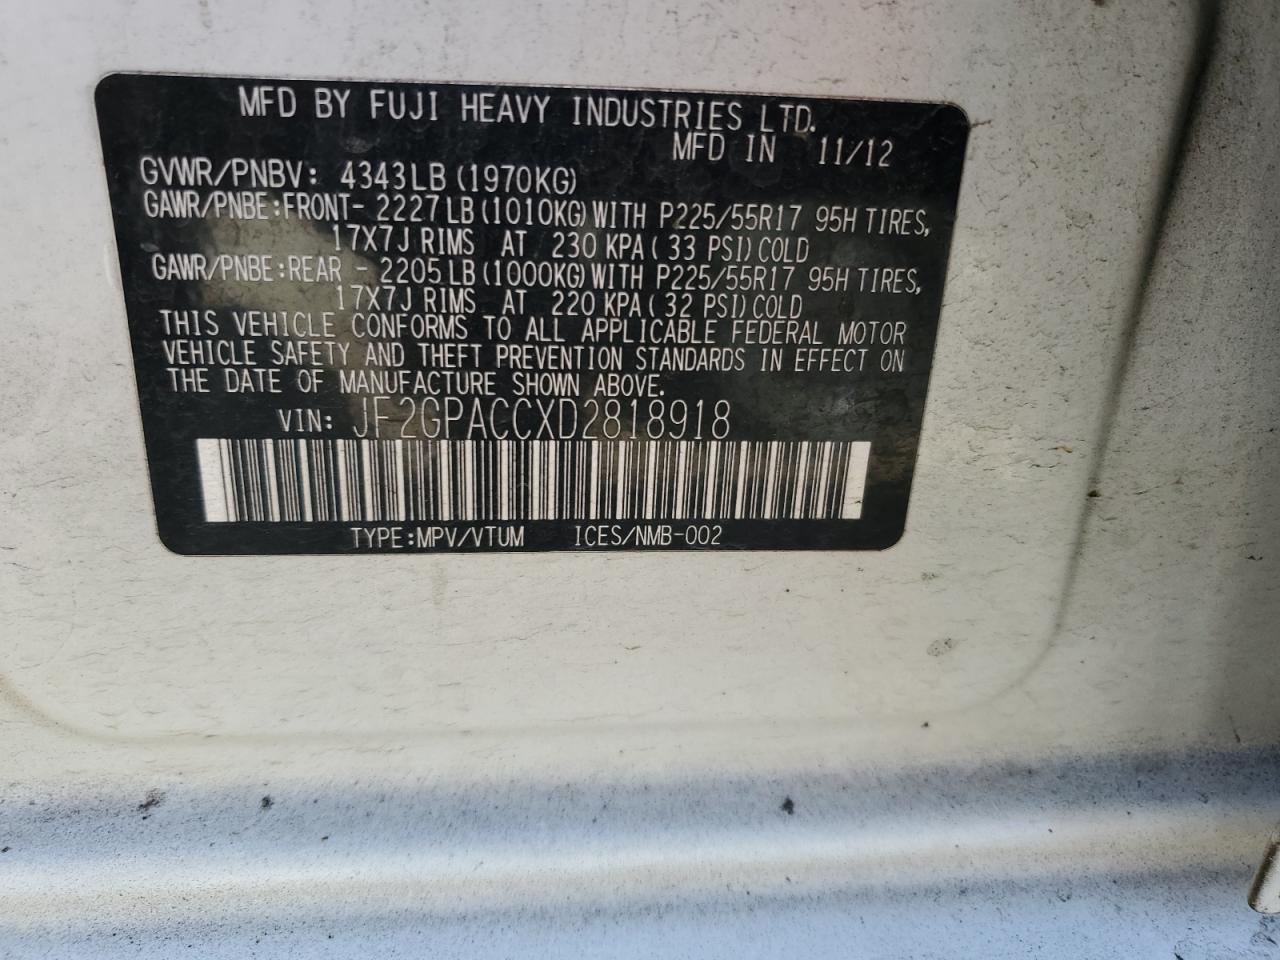 MFD BY FUJI HEAVY INDUSTRIES LTD.
MFD IN 11/12
GVWR/PNBV: 4343LB(1970KG)
GAWR/PNBE:FRONT- 2227LB(1010KG)WITH P225/55R17 95H TIRES,
17X7J RIMS AT 230 KPA(33 PSI)COLD
GAWR/PNBE:REAR - 2205LB(1000KG)WITH P225/55R17 95H TIRES,
17X7J RIMS AT 220 KPA(32 PSI)COLD
THIS VEHICLE CONFORMS TO ALL APPLICABLE FEDERAL MOTOR
VEHICLE SAFETY AND THEFT PREVENTION STANDARDS IN EFFECT ON
THE DATE OF MANUFACTURE SHOWN ABOVE.
VIN: JF2GPACCXD2818918
TYPE:MPV/VTUM ICES/NMB-002